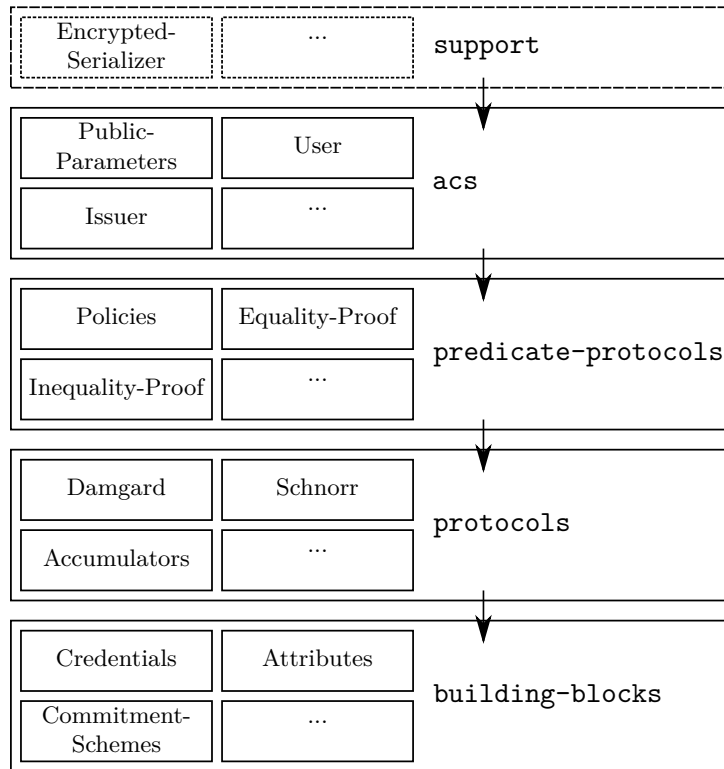 Encrypted-
Serializer
...
support
Public-
Parameters
User
Issuer
...
acs
Policies
Equality-Proof
Inequality-Proof
...
predicate-protocols
Damgard
Schnorr
Accumulators
...
protocols
Credentials
Attributes
Commitment-
Schemes
...
building-blocks